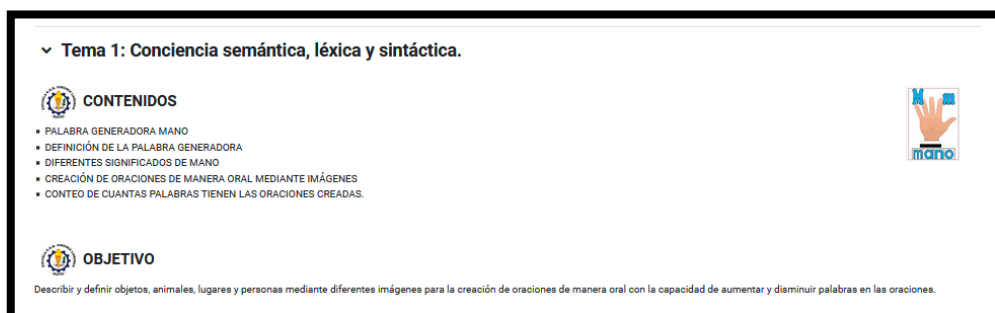 Tema 1: Conciencia semántica, léxica y sintáctica.
CONTENIDOS
M m
mano
▪ PALABRA GENERADORA MANO
▪ DEFINICIÓN DE LA PALABRA GENERADORA
▪ DIFERENTES SIGNIFICADOS DE MANO
▪ CREACIÓN DE ORACIONES DE MANERA ORAL MEDIANTE IMÁGENES
▪ CONTEO DE CUANTAS PALABRAS TIENEN LAS ORACIONES CREADAS.
OBJETIVO
Describir y definir objetos, animales, lugares y personas mediante diferentes imágenes para la creación de oraciones de manera oral con la capacidad de aumentar y disminuir palabras en las oraciones.